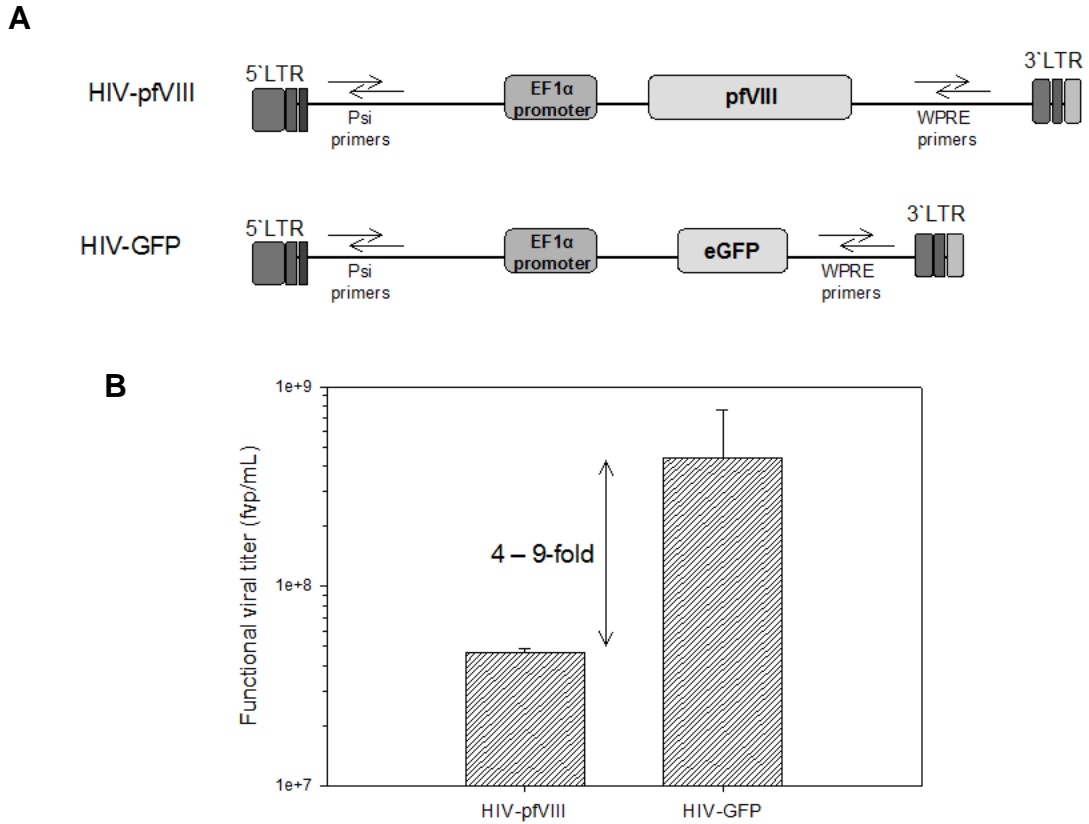 A
HIV-pfVIII
5`LTR
Psi
primers
EF1α
promoter
pfVIII
WPRE
primers
3`LTR
HIV-GFP
5`LTR
Psi
primers
EF1α
promoter
eGFP
WPRE
primers
3`LTR
B
Functional viral titer (fvp/mL)
1e+9
1e+8
1e+7
4 – 9-fold
HIV-pfVIII
HIV-GFP